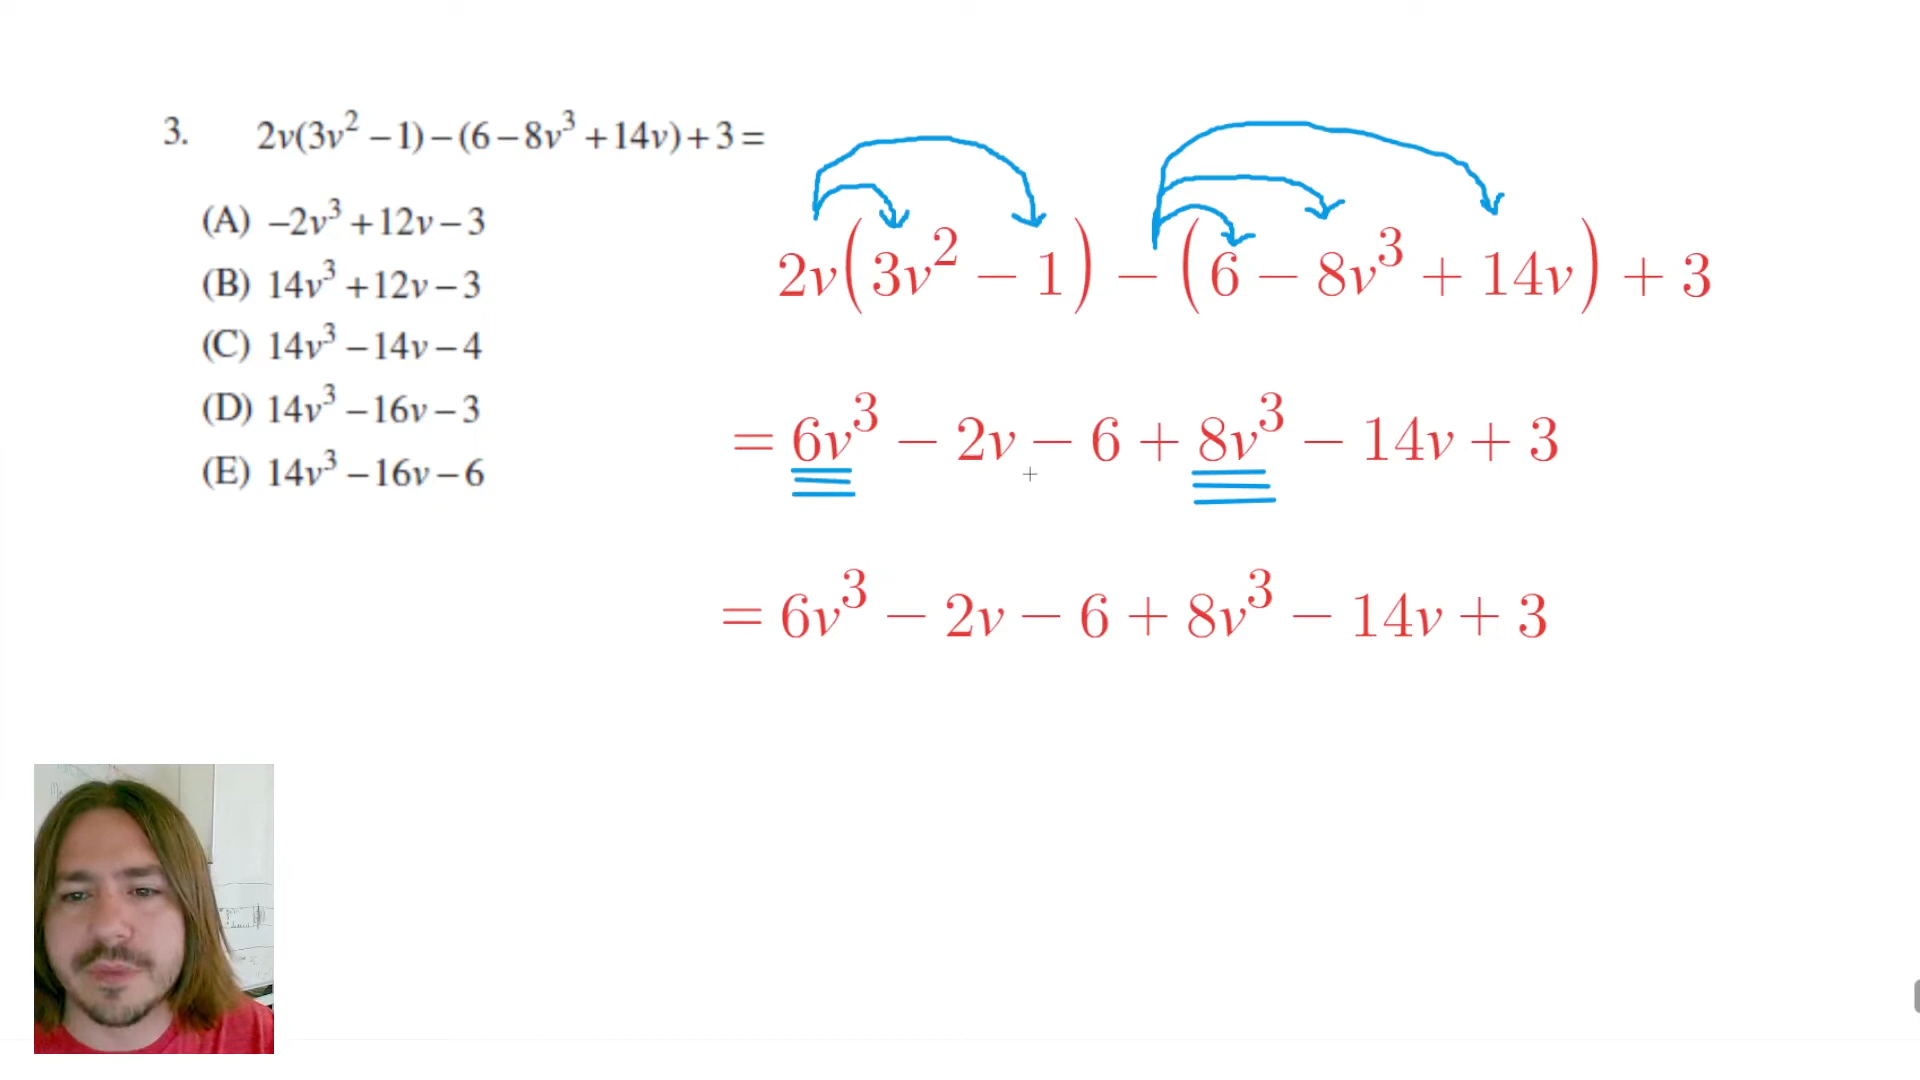 3. 2v(3v² – 1) – (6 – 8v³ + 14v) + 3 =
(A) –2v³ + 12v – 3
(B) 14v³ + 12v – 3
(C) 14v³ – 14v – 4
(D) 14v³ – 16v – 3
(E) 14v³ – 16v – 6
2v(3v² − 1) − (6 − 8v³ + 14v) + 3
= 6v³ − 2v − 6 + 8v³ − 14v + 3
= 6v³ − 2v − 6 + 8v³ − 14v + 3